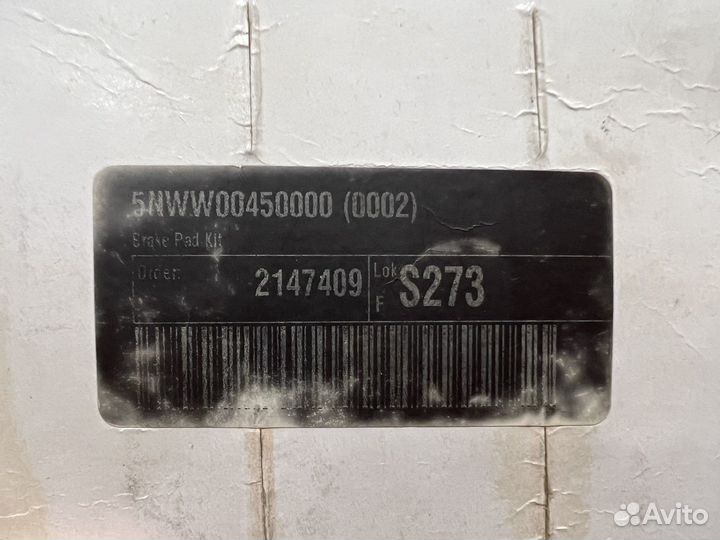 5NWW00450000 (0002)
Brake Pad Kit
Order: 2147409 Lok F S273
Avito